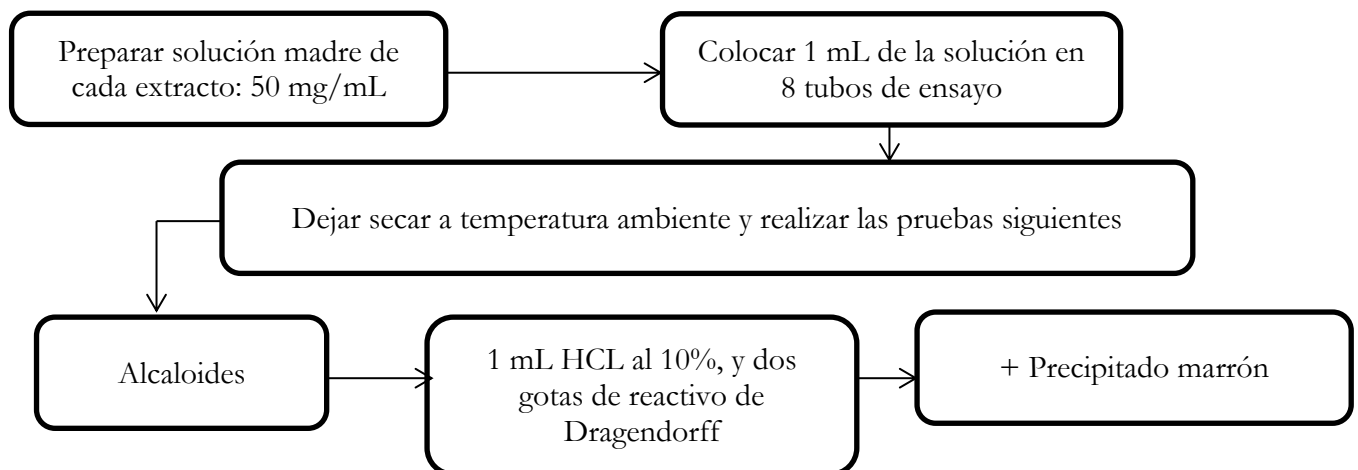 Preparar solución madre de
cada extracto: 50 mg/mL
Colocar 1 mL de la solución en
8 tubos de ensayo
Dejar secar a temperatura ambiente y realizar las pruebas siguientes
Alcaloides
1 mL HCL al 10%, y dos
gotas de reactivo de
Dragendorff
+ Precipitado marrón